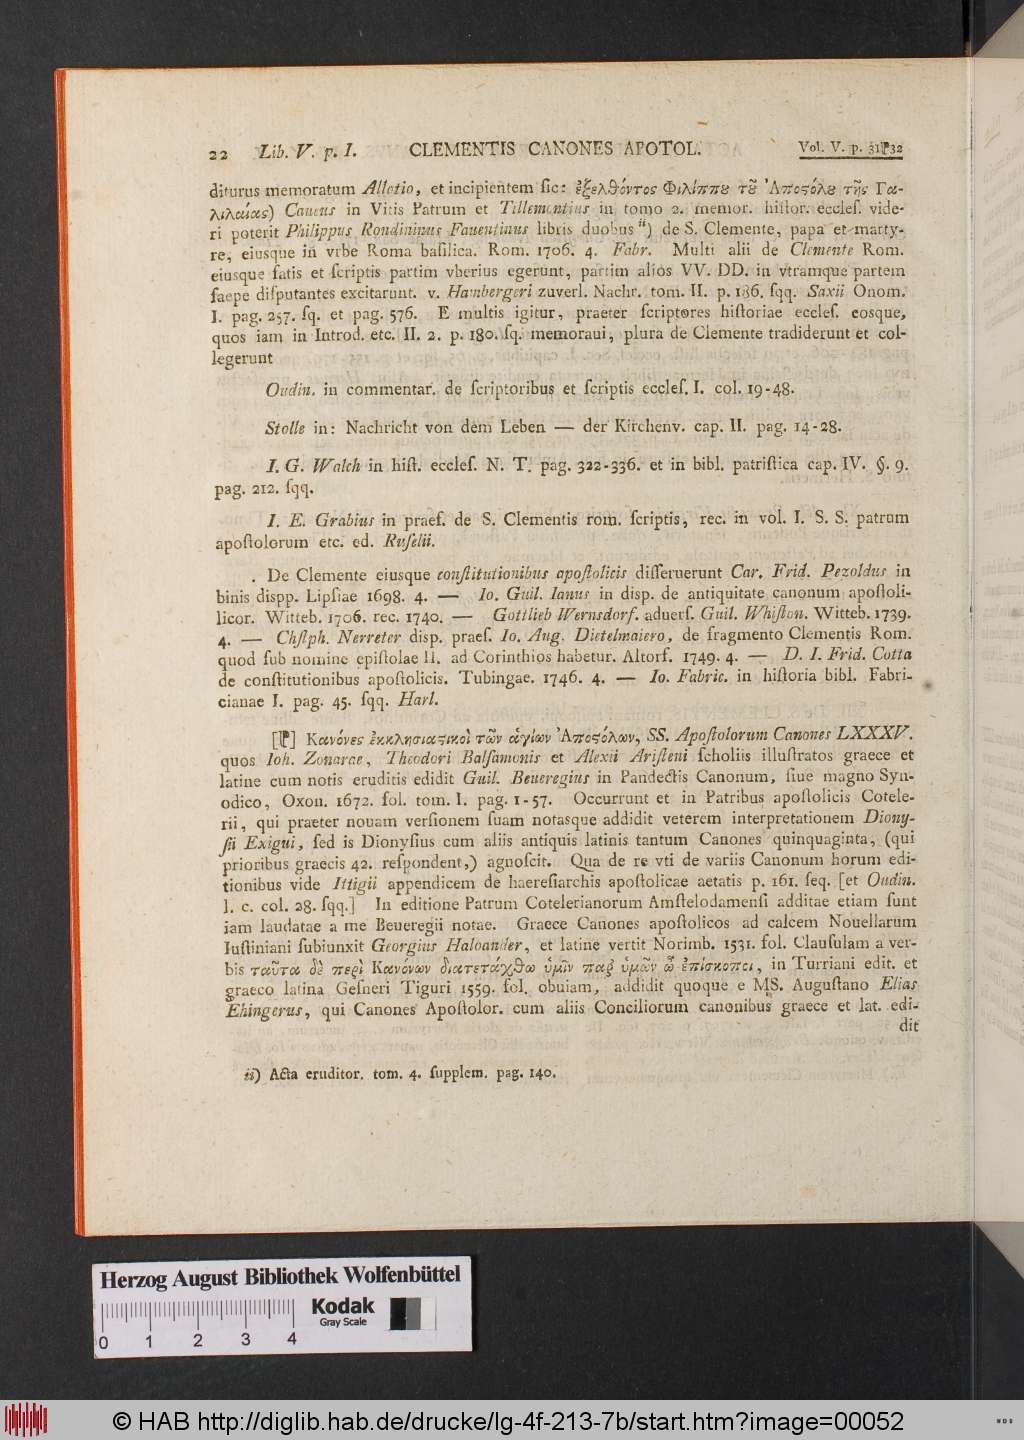 22 Lib. V. p. I. CLEMENTIS CANONES APOTOL. Vol. V. p. 31 32
diturus memoratum Allatio, et incipientem ſic: ἐξελθόντος Φιλίππȣ τȣ͂ Ἀποϛόλȣ τῆς Γα-
λιλαίας) Caueus in Vitis Patrum et Tillemontius in tomo 2. memor. hiſtor. eccleſ. vide-
ri poterit Philippus Rondininus Fauentinus libris duobus ii) de S. Clemente, papa et marty-
re, eiusque in vrbe Roma baſilica. Rom. 1706. 4. Fabr. Multi alii de Clemente Rom.
eiusque fatis et ſcriptis partim vberius egerunt, partim alios VV. DD. in vtramque partem
ſaepe diſputantes excitarunt. v. Hambergeri zuverl. Nachr. tom. II. p. 186. ſqq. Saxii Onom.
I. pag. 257. ſq. et pag. 576. E multis igitur, praeter ſcriptores hiſtoriae eccleſ. eosque,
quos iam in Introd. etc. II. 2. p. 180. ſq. memoraui, plura de Clemente tradiderunt et col-
legerunt
Oudin. in commentar. de ſcriptoribus et ſcriptis eccleſ. I. col. 19-48.
Stolle in: Nachricht von dem Leben — der Kirchenv. cap. II. pag. 14-28.
I. G. Walch in hiſt. eccleſ. N. T. pag. 322-336. et in bibl. patriſtica cap. IV. §. 9.
pag. 212. ſqq.
I. E. Grabius in praef. de S. Clementis rom. ſcriptis, rec. in vol. I. S. S. patrum
apoſtolorum etc. ed. Ruſelii.
De Clemente eiusque conſtitutionibus apoſtolicis diſſeruerunt Car. Frid. Pezoldus in
binis diſpp. Lipſiae 1698. 4. — Io. Guil. Ianus in diſp. de antiquitate canonum apoſtoli-
licor. Witteb. 1706. rec. 1740. — Gottlieb Wernsdorf. aduerſ. Guil. Whiſton. Witteb. 1739.
4. — Chſtph. Nerreter diſp. praeſ. Io. Aug. Dietelmaiero, de fragmento Clementis Rom.
quod ſub nomine epiſtolae II. ad Corinthios habetur. Altorf. 1749. 4. — D. I. Frid. Cotta
de conſtitutionibus apoſtolicis. Tubingae. 1746. 4. — Io. Fabric. in hiſtoria bibl. Fabri-
cianae I. pag. 45. ſqq. Harl.
Κανόνες ἐκκλησιαϛικοὶ τῶν ἁγίων Ἀποϛόλων, SS. Apoſtolorum Canones LXXXV.
quos Ioh. Zonarae, Theodori Balſamonis et Alexii Ariſteni ſcholiis illuſtratos graece et
latine cum notis eruditis edidit Guil. Beueregius in Pandectis Canonum, ſiue magno Syn-
odico, Oxon. 1672. fol. tom. I. pag. 1-57. Occurrunt et in Patribus apoſtolicis Cotele-
rii, qui praeter nouam verſionem ſuam notasque addidit veterem interpretationem Diony-
ſii Exigui, ſed is Dionyſius cum aliis antiquis latinis tantum Canones quinquaginta, (qui
prioribus graecis 42. reſpondent,) agnoſcit. Qua de re vti de variis Canonum horum edi-
tionibus vide Ittigii appendicem de haereſiarchis apoſtolicae aetatis p. 161. ſeq. [et Oudin.
l. c. col. 28. ſqq.] In editione Patrum Cotelerianorum Amſtelodamenſi additae etiam ſunt
iam laudatae a me Beueregii notae. Graece Canones apoſtolicos ad calcem Nouellarum
Iuſtiniani ſubiunxit Georgius Haloander, et latine vertit Norimb. 1531. fol. Clauſulam a ver-
bis ταῦτα δὲ περὶ Κανόνων διατετάχθω ὑμῖν παρ ὑμῶν ὦ ἐπίσκοποι, in Turriani edit. et
graeco latina Geſneri Tiguri 1559. fol. obuiam, addidit quoque e MS. Auguſtano Elias
Ehingerus, qui Canones Apoſtolor. cum aliis Conciliorum canonibus graece et lat. edi-
dit
ii) Acta eruditor. tom. 4. ſupplem. pag. 140.
Herzog August Bibliothek Wolfenbüttel
Kodak
Gray Scale
0 1 2 3 4
© HAB http://diglib.hab.de/drucke/lg-4f-213-7b/start.htm?image=00052